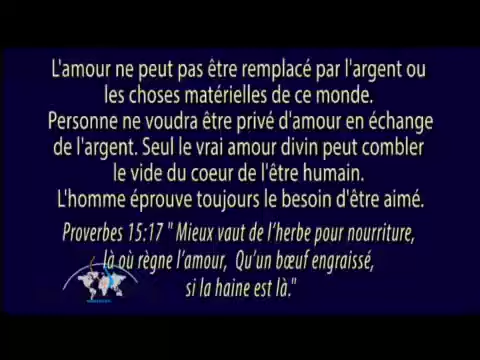 L'amour ne peut pas être remplacé par l'argent ou
les choses matérielles de ce monde.
Personne ne voudra être privé d'amour en échange
de l'argent. Seul le vrai amour divin peut combler
le vide du coeur de l'être humain.
L'homme éprouve toujours le besoin d'être aimé.
Proverbes 15:17 " Mieux vaut de l'herbe pour nourriture,
là où règne l'amour, Qu'un bœuf engraissé,
si la haine est là."